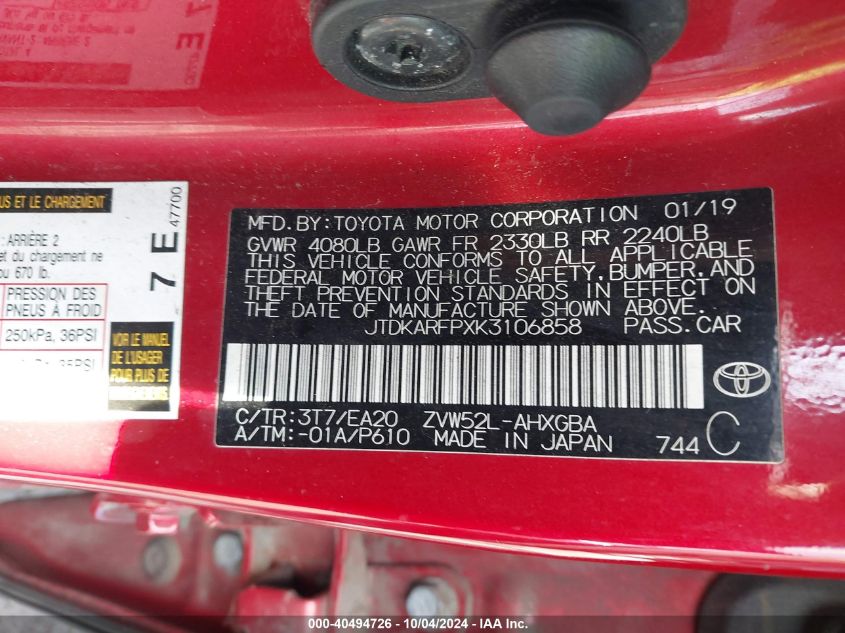 US ET LE CHARGEMENT
: ARRIÈRE 2
et du chargement ne
ou 670 lb.
PRESSION DES
PNEUS À FROID
250kPa, 36PSI
35PSI
VOIR LE MANUEL
DE L'USAGER
POUR PLUS DE
7 E
47700
MFD.BY:TOYOTA MOTOR CORPORATION 01/19
GVWR 4080LB GAWR FR 2330LB RR 2240LB
THIS VEHICLE CONFORMS TO ALL APPLICABLE
FEDERAL MOTOR VEHICLE SAFETY,BUMPER,AND
THEFT PREVENTION STANDARDS IN EFFECT ON
THE DATE OF MANUFACTURE SHOWN ABOVE.
JTDKARFPXK3106858 PASS.CAR
C/TR:3T7/EA20 ZVW52L-AHXGBA
A/TM:-01A/P610 MADE IN JAPAN 744 C
TOYOTA
000-40494726 - 10/04/2024 - IAA Inc.